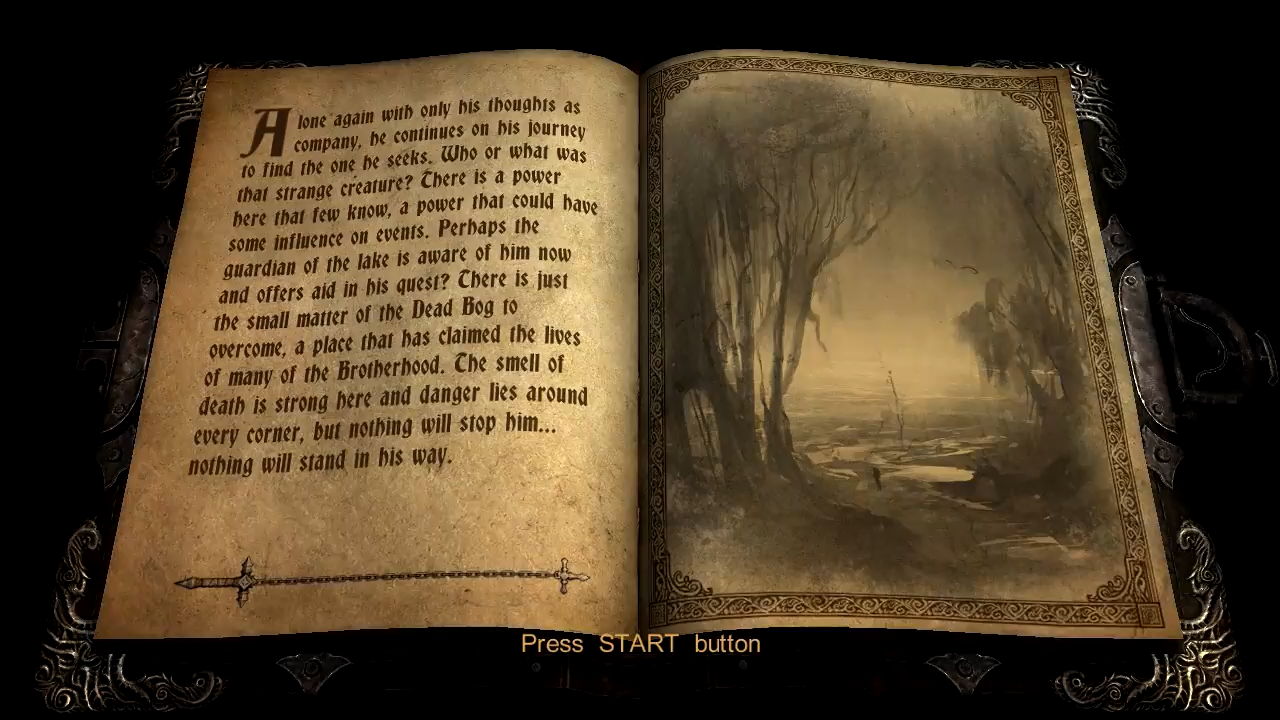 Alone again with only his thoughts as
company, he continues on his journey
to find the one he seeks. Who or what was
that strange creature? There is a power
here that few know, a power that could have
some influence on events. Perhaps the
guardian of the lake is aware of him now
and offers aid in his quest? There is just
the small matter of the Dead Bog to
overcome, a place that has claimed the lives
of many of the Brotherhood. The smell of
death is strong here and danger lies around
every corner, but nothing will stop him...
nothing will stand in his way.
Press START button